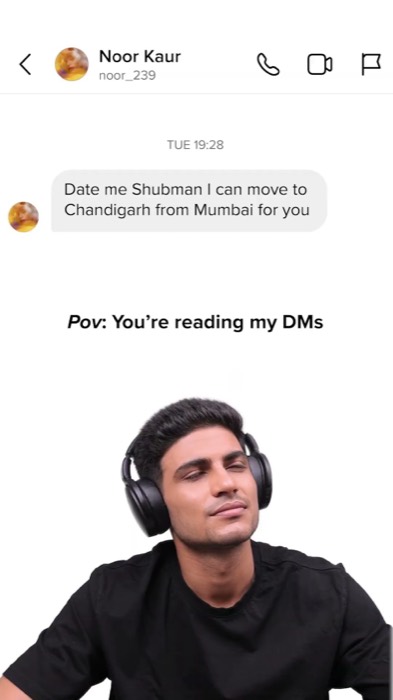 Noor Kaur
noor_239
TUE 19:28
Date me Shubman I can move to
Chandigarh from Mumbai for you
Pov: You’re reading my DMs